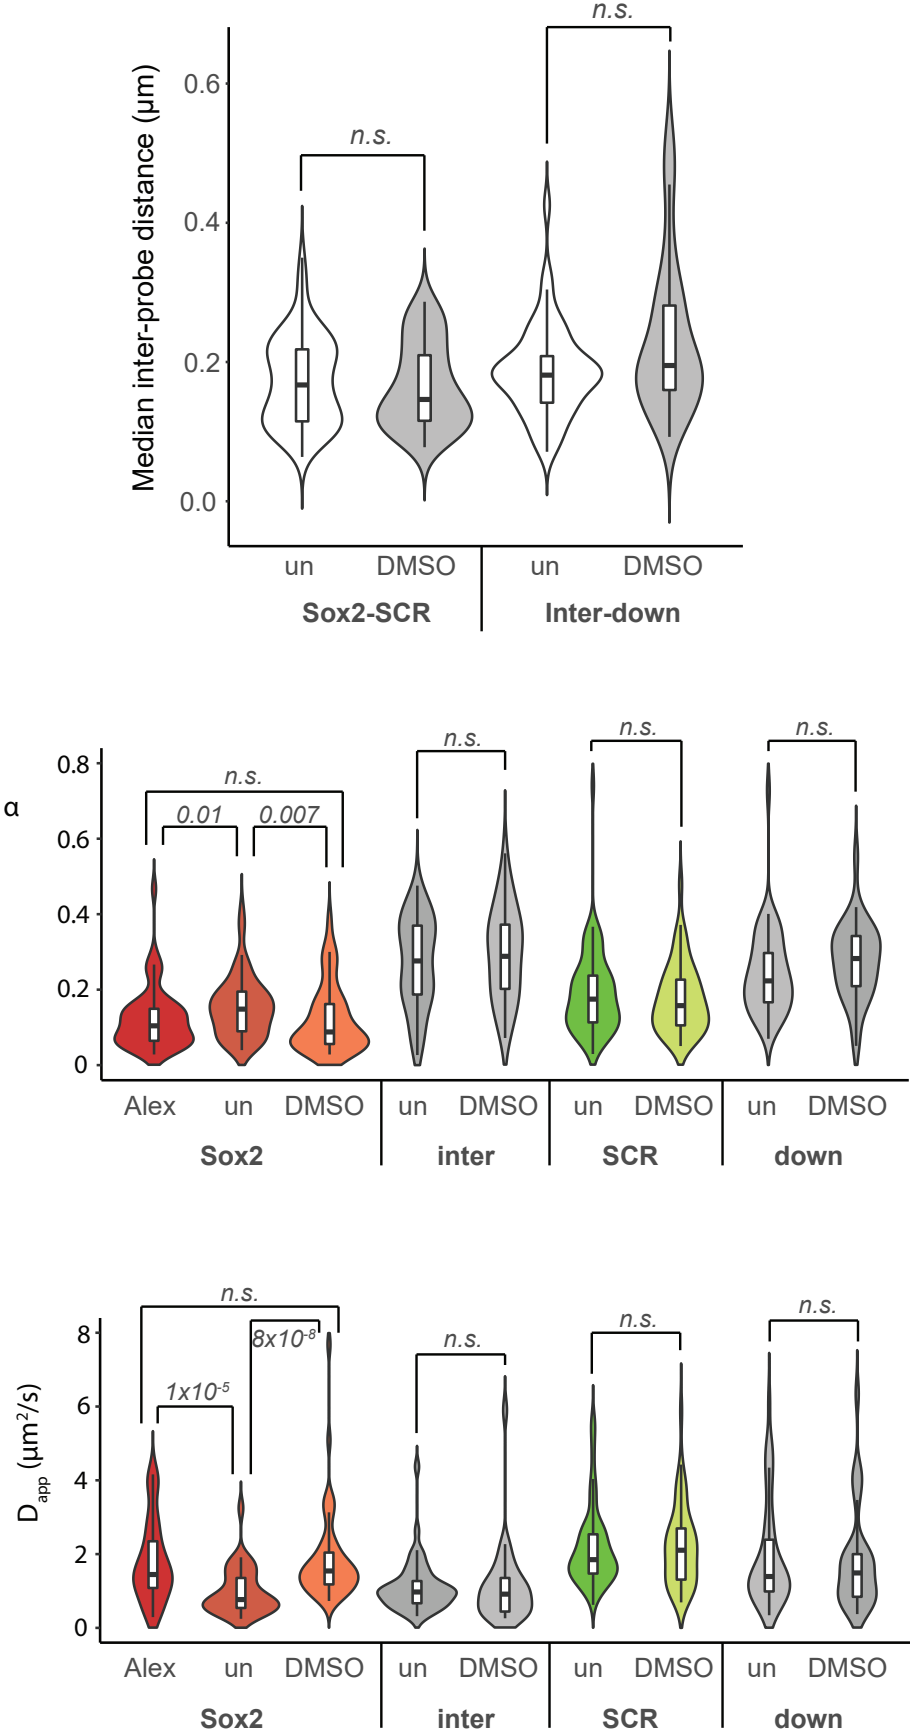 n.s.
Median inter-probe distance (μm)
0.6
n.s.
0.4
0.2
0.0
un DMSO un DMSO
Sox2-SCR Inter-down
n.s. n.s. n.s.
α
0.8
n.s.
0.01 0.007
0.6
0.4
0.2
0
Alex un DMSO un DMSO un DMSO un DMSO
Sox2 inter SCR down
n.s. n.s. n.s.
D_app (μm²/s)
8
8x10⁻⁸
n.s.
1x10⁻⁵
6
4
2
0
Alex un DMSO un DMSO un DMSO un DMSO
Sox2 inter SCR down